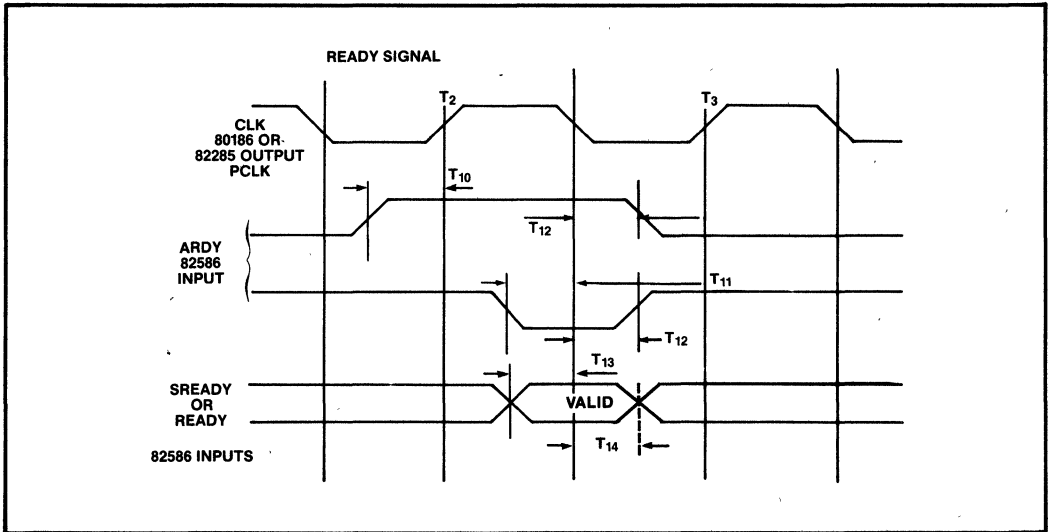 READY SIGNAL
T2
T3
CLK
80186 OR
82285 OUTPUT
PCLK
T10
T12
ARDY
82586
INPUT
T11
T12
T13
SREADY
OR
READY
VALID
T14
82586 INPUTS